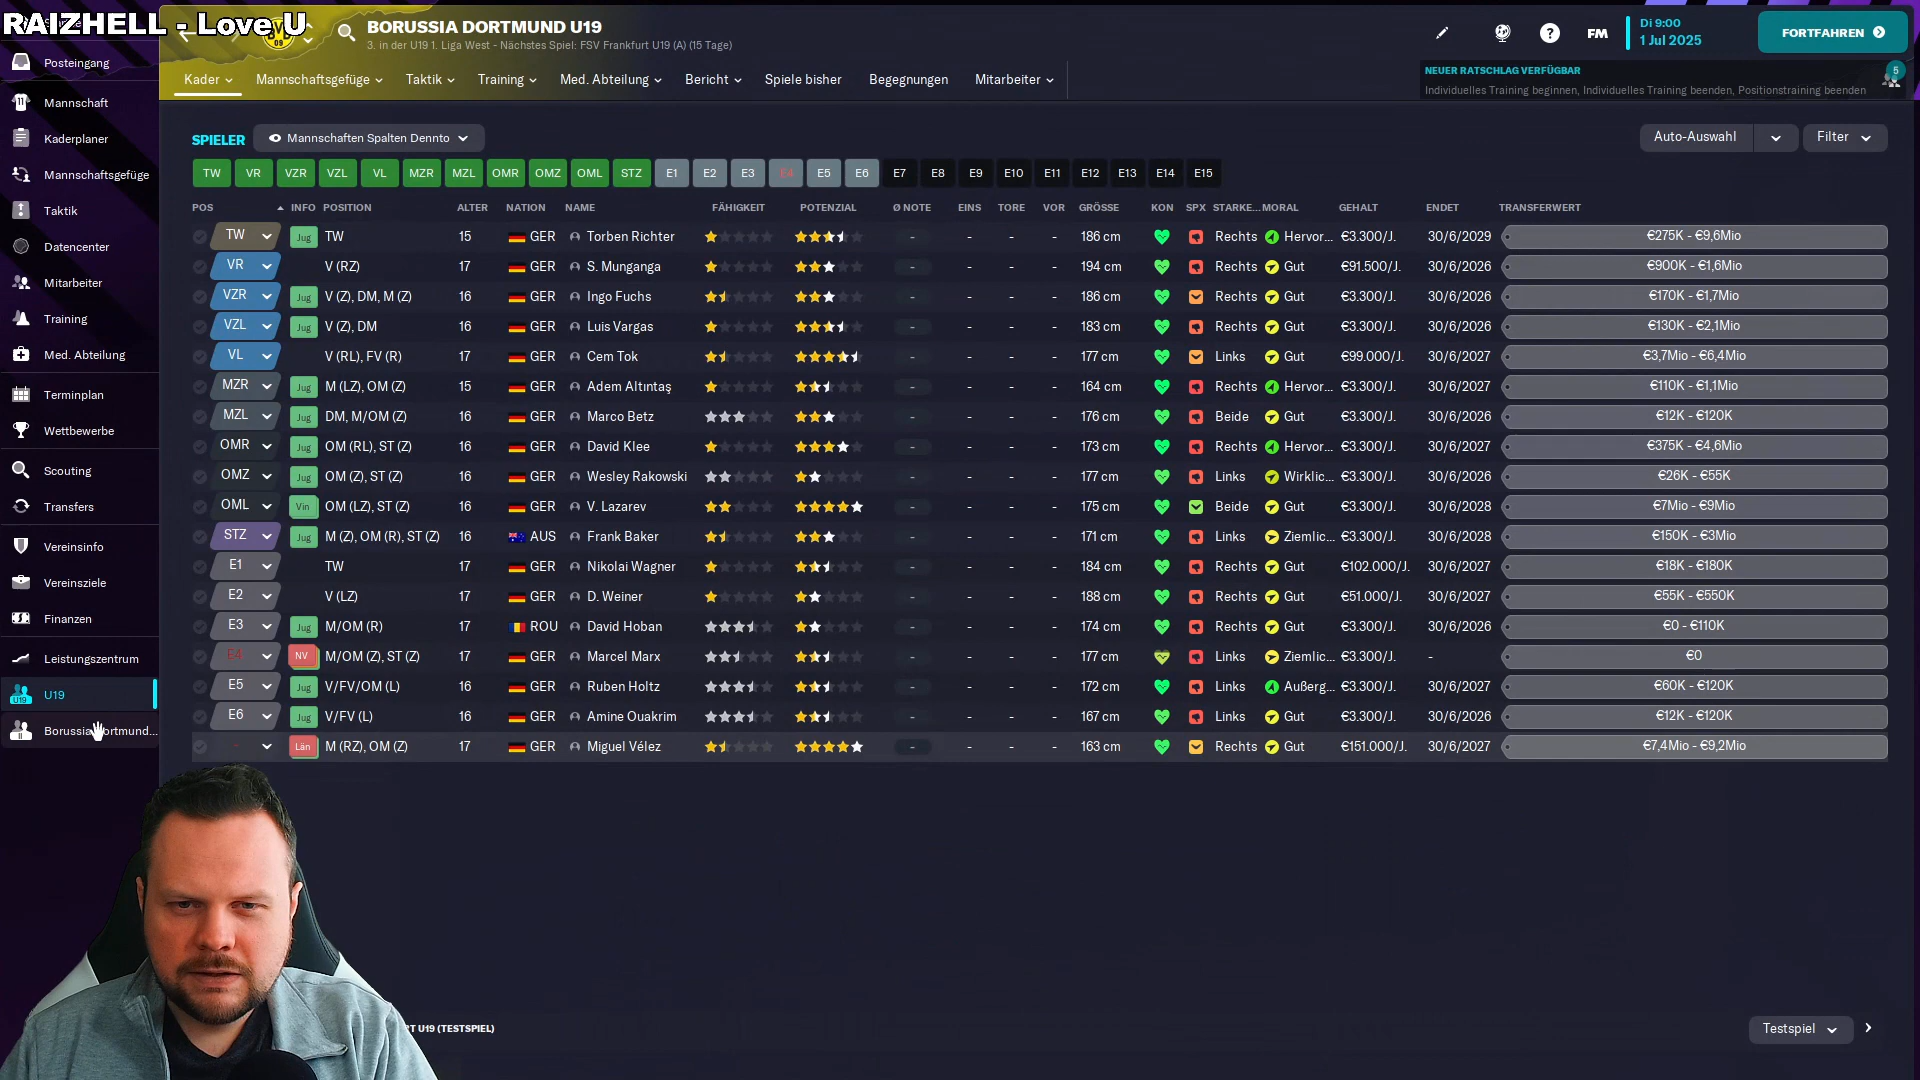 RAIZHELL - Love U
BORUSSIA DORTMUND U19
3. in der U19 1. Liga West - Nächstes Spiel: FSV Frankfurt U19 (A) (15 Tage)
FM
Di 9:00
1 Jul 2025
FORTFAHREN
Kader Mannschaftsgefüge Taktik Training Med. Abteilung Bericht Spiele bisher Begegnungen Mitarbeiter
NEUER RATSCHLAG VERFÜGBAR
5
Individuelles Training beginnen, Individuelles Training beenden, Positionstraining beenden
Posteingang
Mannschaft
Kaderplaner
Mannschaftsgefüge
Taktik
Datencenter
Mitarbeiter
Training
Med. Abteilung
Terminplan
Wettbewerbe
Scouting
Transfers
Vereinsinfo
Vereinsziele
Finanzen
Leistungszentrum
U19
Borussia Dortmund...
SPIELER Mannschaften Spalten Dennto Auto-Auswahl Filter
TW VR VZR VZL VL MZR MZL OMR OMZ OML STZ E1 E2 E3 E4 E5 E6 E7 E8 E9 E10 E11 E12 E13 E14 E15
POS INFO POSITION ALTER NATION NAME FÄHIGKEIT POTENZIAL Ø NOTE EINS TORE VOR GRÖSSE KON SPX STARKE... MORAL GEHALT ENDET TRANSFERWERT
TW Jug TW 15 GER Torben Richter - - - - 186 cm Rechts Hervor... €3.300/J. 30/6/2029 €275K - €9,6Mio
VR V (RZ) 17 GER S. Munganga - - - - 194 cm Rechts Gut €91.500/J. 30/6/2026 €900K - €1,6Mio
VZR Jug V (Z), DM, M (Z) 16 GER Ingo Fuchs - - - - 186 cm Rechts Gut €3.300/J. 30/6/2026 €170K - €1,7Mio
VZL Jug V (Z), DM 16 GER Luis Vargas - - - - 183 cm Rechts Gut €3.300/J. 30/6/2026 €130K - €2,1Mio
VL V (RL), FV (R) 17 GER Cem Tok - - - - 177 cm Links Gut €99.000/J. 30/6/2027 €3,7Mio - €6,4Mio
MZR Jug M (LZ), OM (Z) 15 GER Adem Altıntaş - - - - 164 cm Rechts Hervor... €3.300/J. 30/6/2027 €110K - €1,1Mio
MZL Jug DM, M/OM (Z) 16 GER Marco Betz - - - - 176 cm Beide Gut €3.300/J. 30/6/2026 €12K - €120K
OMR Jug OM (RL), ST (Z) 16 GER David Klee - - - - 173 cm Rechts Hervor... €3.300/J. 30/6/2027 €375K - €4,6Mio
OMZ Jug OM (Z), ST (Z) 16 GER Wesley Rakowski - - - - 177 cm Links Wirklic... €3.300/J. 30/6/2026 €26K - €55K
OML Vin OM (LZ), ST (Z) 16 GER V. Lazarev - - - - 175 cm Beide Gut €3.300/J. 30/6/2028 €7Mio - €9Mio
STZ Jug M (Z), OM (R), ST (Z) 16 AUS Frank Baker - - - - 171 cm Links Ziemlic... €3.300/J. 30/6/2028 €150K - €3Mio
E1 TW 17 GER Nikolai Wagner - - - - 184 cm Rechts Gut €102.000/J. 30/6/2027 €18K - €180K
E2 V (LZ) 17 GER D. Weiner - - - - 188 cm Rechts Gut €51.000/J. 30/6/2027 €55K - €550K
E3 Jug M/OM (R) 17 ROU David Hoban - - - - 174 cm Rechts Gut €3.300/J. 30/6/2027 €0 - €110K
E4 NV M/OM (Z), ST (Z) 17 GER Marcel Marx - - - - 177 cm Links Ziemlic... €3.300/J. - €0
E5 Jug V/FV/OM (L) 16 GER Ruben Holtz - - - - 172 cm Links Außerg... €3.300/J. 30/6/2027 €60K - €120K
E6 Jug V/FV (L) 16 GER Amine Ouakrim - - - - 167 cm Links Gut €3.300/J. 30/6/2026 €12K - €120K
- Län M (RZ), OM (Z) 17 GER Miguel Vélez - - - - 163 cm Rechts Gut €151.000/J. 30/6/2027 €7,4Mio - €9,2Mio
U19 (TESTSPIEL) Testspiel